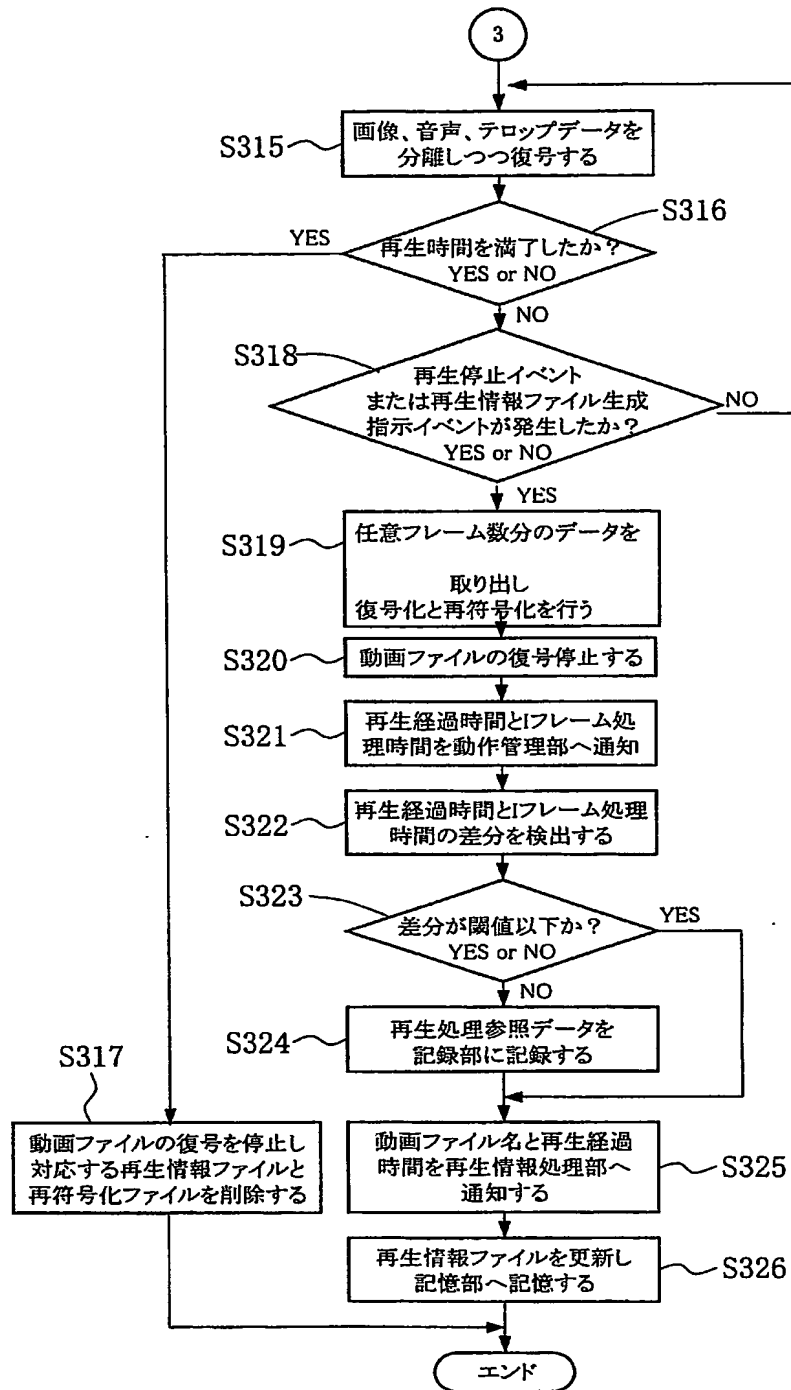 3
S315
画像、音声、テロップデータを
分離しつつ復号する
S316
YES
再生時間を満了したか?
YES or NO
NO
S318
再生停止イベント
または再生情報ファイル生成
指示イベントが発生したか?
YES or NO
NO
YES
S319
任意フレーム数分のデータを
取り出し
復号化と再符号化を行う
S320
動画ファイルの復号停止する
S321
再生経過時間とIフレーム処
理時間を動作管理部へ通知
S322
再生経過時間とIフレーム処理
時間の差分を検出する
S323
差分が閾値以下か?
YES or NO
YES
NO
S324
再生処理参照データを
記録部に記録する
S317
動画ファイルの復号を停止し
対応する再生情報ファイルと
再符号化ファイルを削除する
動画ファイル名と再生経過
時間を再生情報処理部へ
通知する
S325
再生情報ファイルを更新し
記憶部へ記憶する
S326
エンド